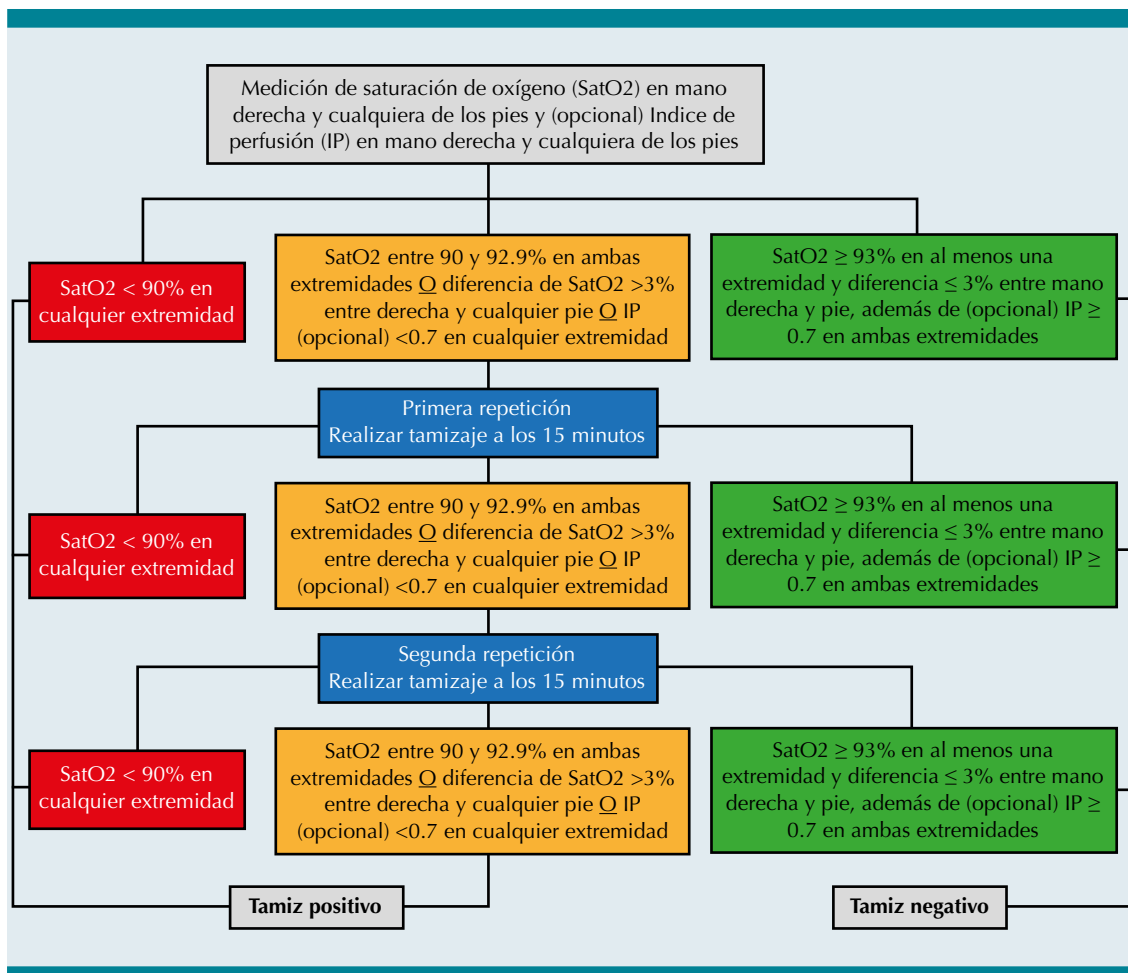 Medición de saturación de oxígeno (SatO2) en mano
derecha y cualquiera de los pies y (opcional) Indice de
perfusión (IP) en mano derecha y cualquiera de los pies
SatO2 < 90% en
cualquier extremidad
SatO2 entre 90 y 92.9% en ambas
extremidades O diferencia de SatO2 >3%
entre derecha y cualquier pie O IP
(opcional) <0.7 en cualquier extremidad
SatO2 ≥ 93% en al menos una
extremidad y diferencia ≤ 3% entre mano
derecha y pie, además de (opcional) IP ≥
0.7 en ambas extremidades
Primera repetición
Realizar tamizaje a los 15 minutos
SatO2 < 90% en
cualquier extremidad
SatO2 entre 90 y 92.9% en ambas
extremidades O diferencia de SatO2 >3%
entre derecha y cualquier pie O IP
(opcional) <0.7 en cualquier extremidad
SatO2 ≥ 93% en al menos una
extremidad y diferencia ≤ 3% entre mano
derecha y pie, además de (opcional) IP ≥
0.7 en ambas extremidades
Segunda repetición
Realizar tamizaje a los 15 minutos
SatO2 < 90% en
cualquier extremidad
SatO2 entre 90 y 92.9% en ambas
extremidades O diferencia de SatO2 >3%
entre derecha y cualquier pie O IP
(opcional) <0.7 en cualquier extremidad
SatO2 ≥ 93% en al menos una
extremidad y diferencia ≤ 3% entre mano
derecha y pie, además de (opcional) IP ≥
0.7 en ambas extremidades
Tamiz positivo
Tamiz negativo